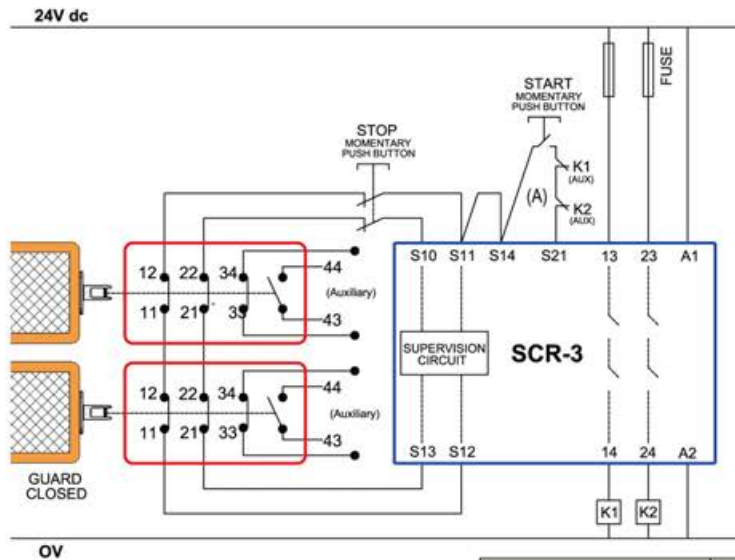 24V dc
FUSE
START
MOMENTARY
PUSH BUTTON
STOP
MOMENTARY
PUSH BUTTON
K1
(AUX)
(A)
K2
(AUX)
S10 S11 S14 S21 13 23 A1
12 22 34 44
(Auxiliary)
11 21 33 43
SUPERVISION
CIRCUIT
SCR-3
12 22 34 44
(Auxiliary)
11 21 33 43
S13 S12 14 24 A2
GUARD
CLOSED
K1 K2
OV